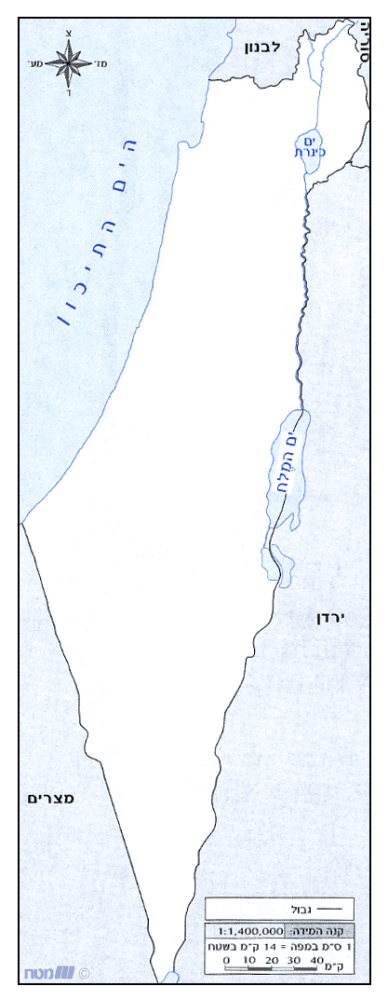 צ
מז'
מע'
ד
לבנון
סוריה
ים
כינרת
הים התיכון
ים המלח
ירדן
מצרים
גבול
קנה המידה: 1:1,400,000
1 ס"מ במפה = 14 ק"מ בשטח
0 10 20 30 40 ק"מ
© מטח